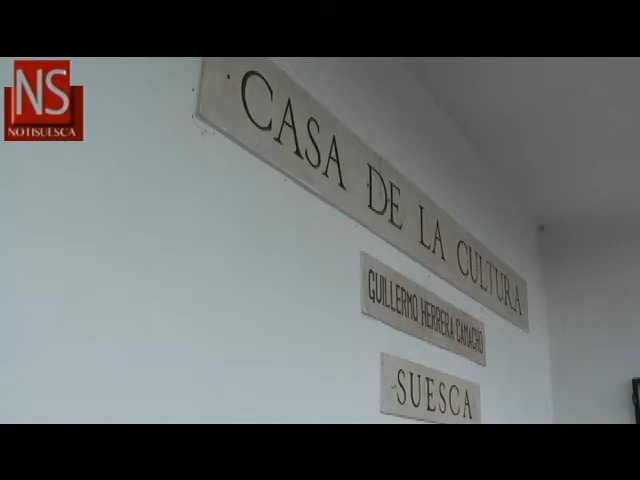 NS
NOTISUESCA
CASA DE LA CULTURA
GUILLERMO HERRERA CAMACHO
SUESCA